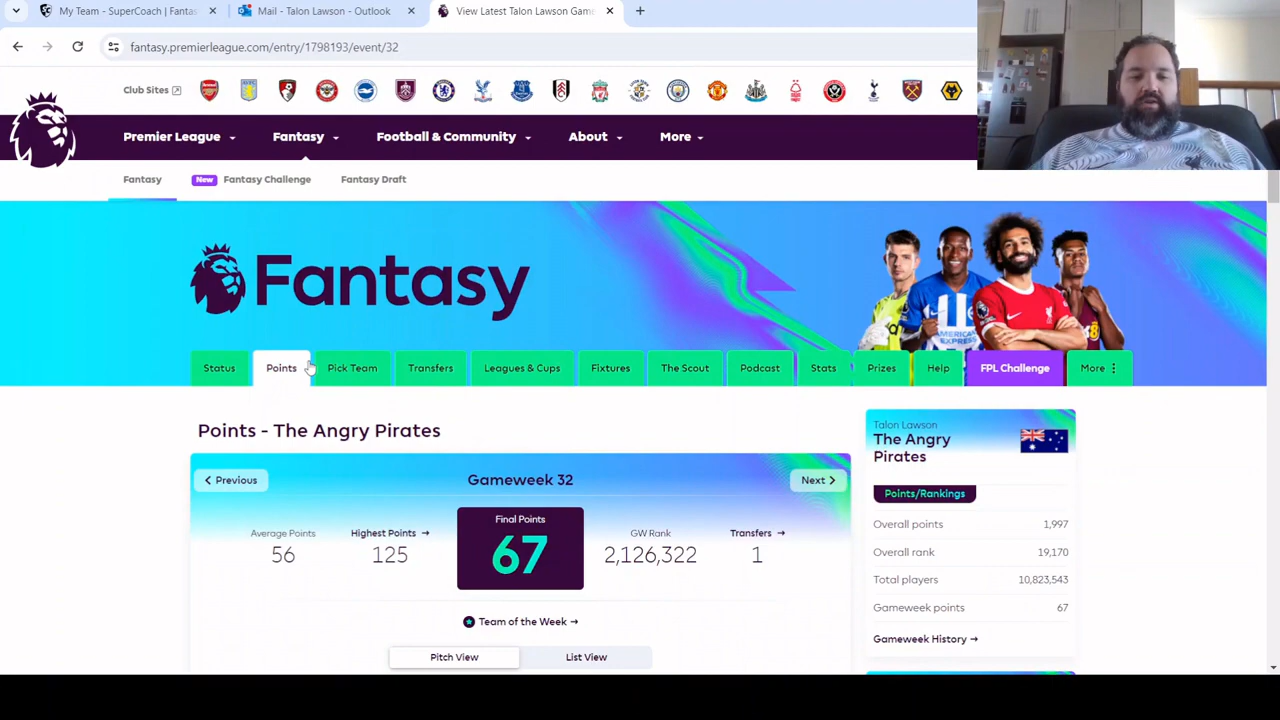 My Team - SuperCoach | Fantas
Mail - Talon Lawson - Outlook
View Latest Talon Lawson Game
fantasy.premierleague.com/entry/1798193/event/32
Club Sites
Premier League
Fantasy
Football & Community
About
More
Fantasy
New
Fantasy Challenge
Fantasy Draft
Fantasy
AMERICAN EXPRESS
Status
Points
Pick Team
Transfers
Leagues & Cups
Fixtures
The Scout
Podcast
Stats
Prizes
Help
FPL Challenge
More
Points - The Angry Pirates
Previous
Gameweek 32
Next
Average Points
56
Highest Points →
125
Final Points
67
GW Rank
2,126,322
Transfers →
1
Team of the Week →
Pitch View
List View
Talon Lawson
The Angry
Pirates
Points/Rankings
Overall points 1,997
Overall rank 19,170
Total players 10,823,543
Gameweek points 67
Gameweek History →